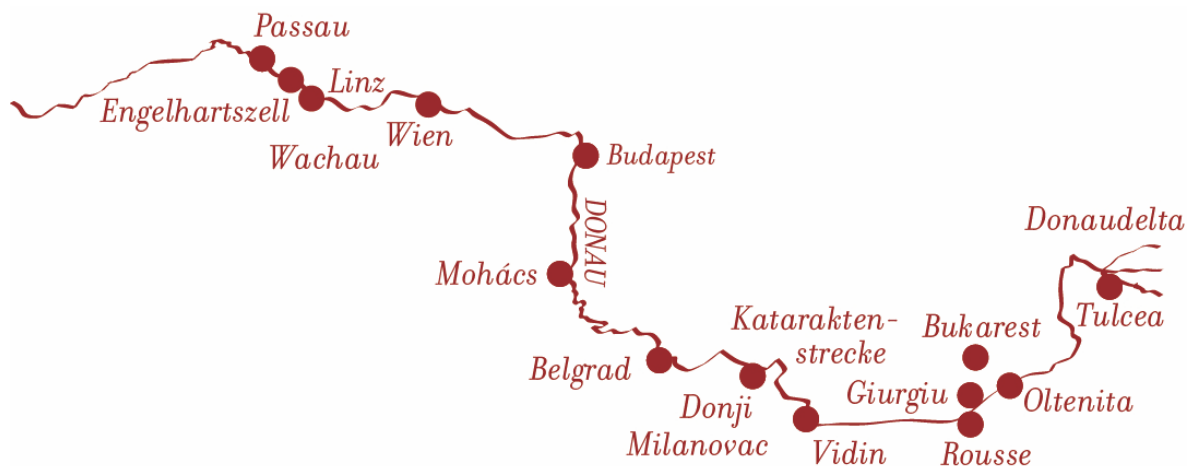 Passau
Linz
Engelhartszell
Wien
Wachau
Budapest
DONAU
Mohács
Donaudelta
Tulcea
Katarakten-
strecke
Bukarest
Belgrad
Giurgiu
Oltenita
Donji
Milanovac
Vidin
Rousse